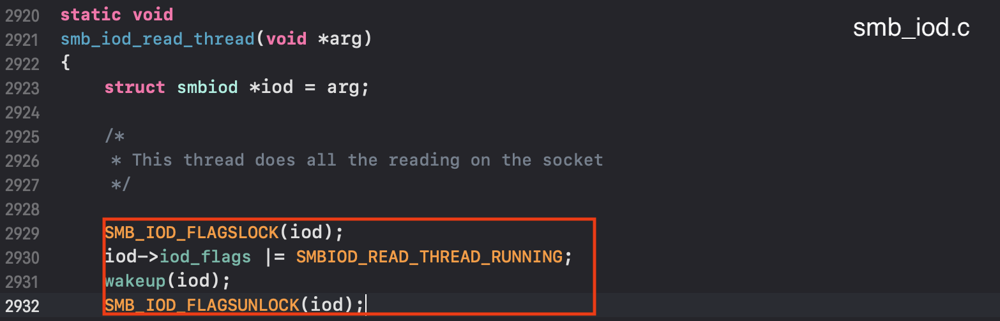 smb_iod.c
2920 static void
2921 smb_iod_read_thread(void *arg)
2922 {
2923 struct smbiod *iod = arg;
2924
2925 /*
2926 * This thread does all the reading on the socket
2927 */
2928
2929 SMB_IOD_FLAGSLOCK(iod);
2930 iod->iod_flags |= SMBIOD_READ_THREAD_RUNNING;
2931 wakeup(iod);
2932 SMB_IOD_FLAGSUNLOCK(iod);